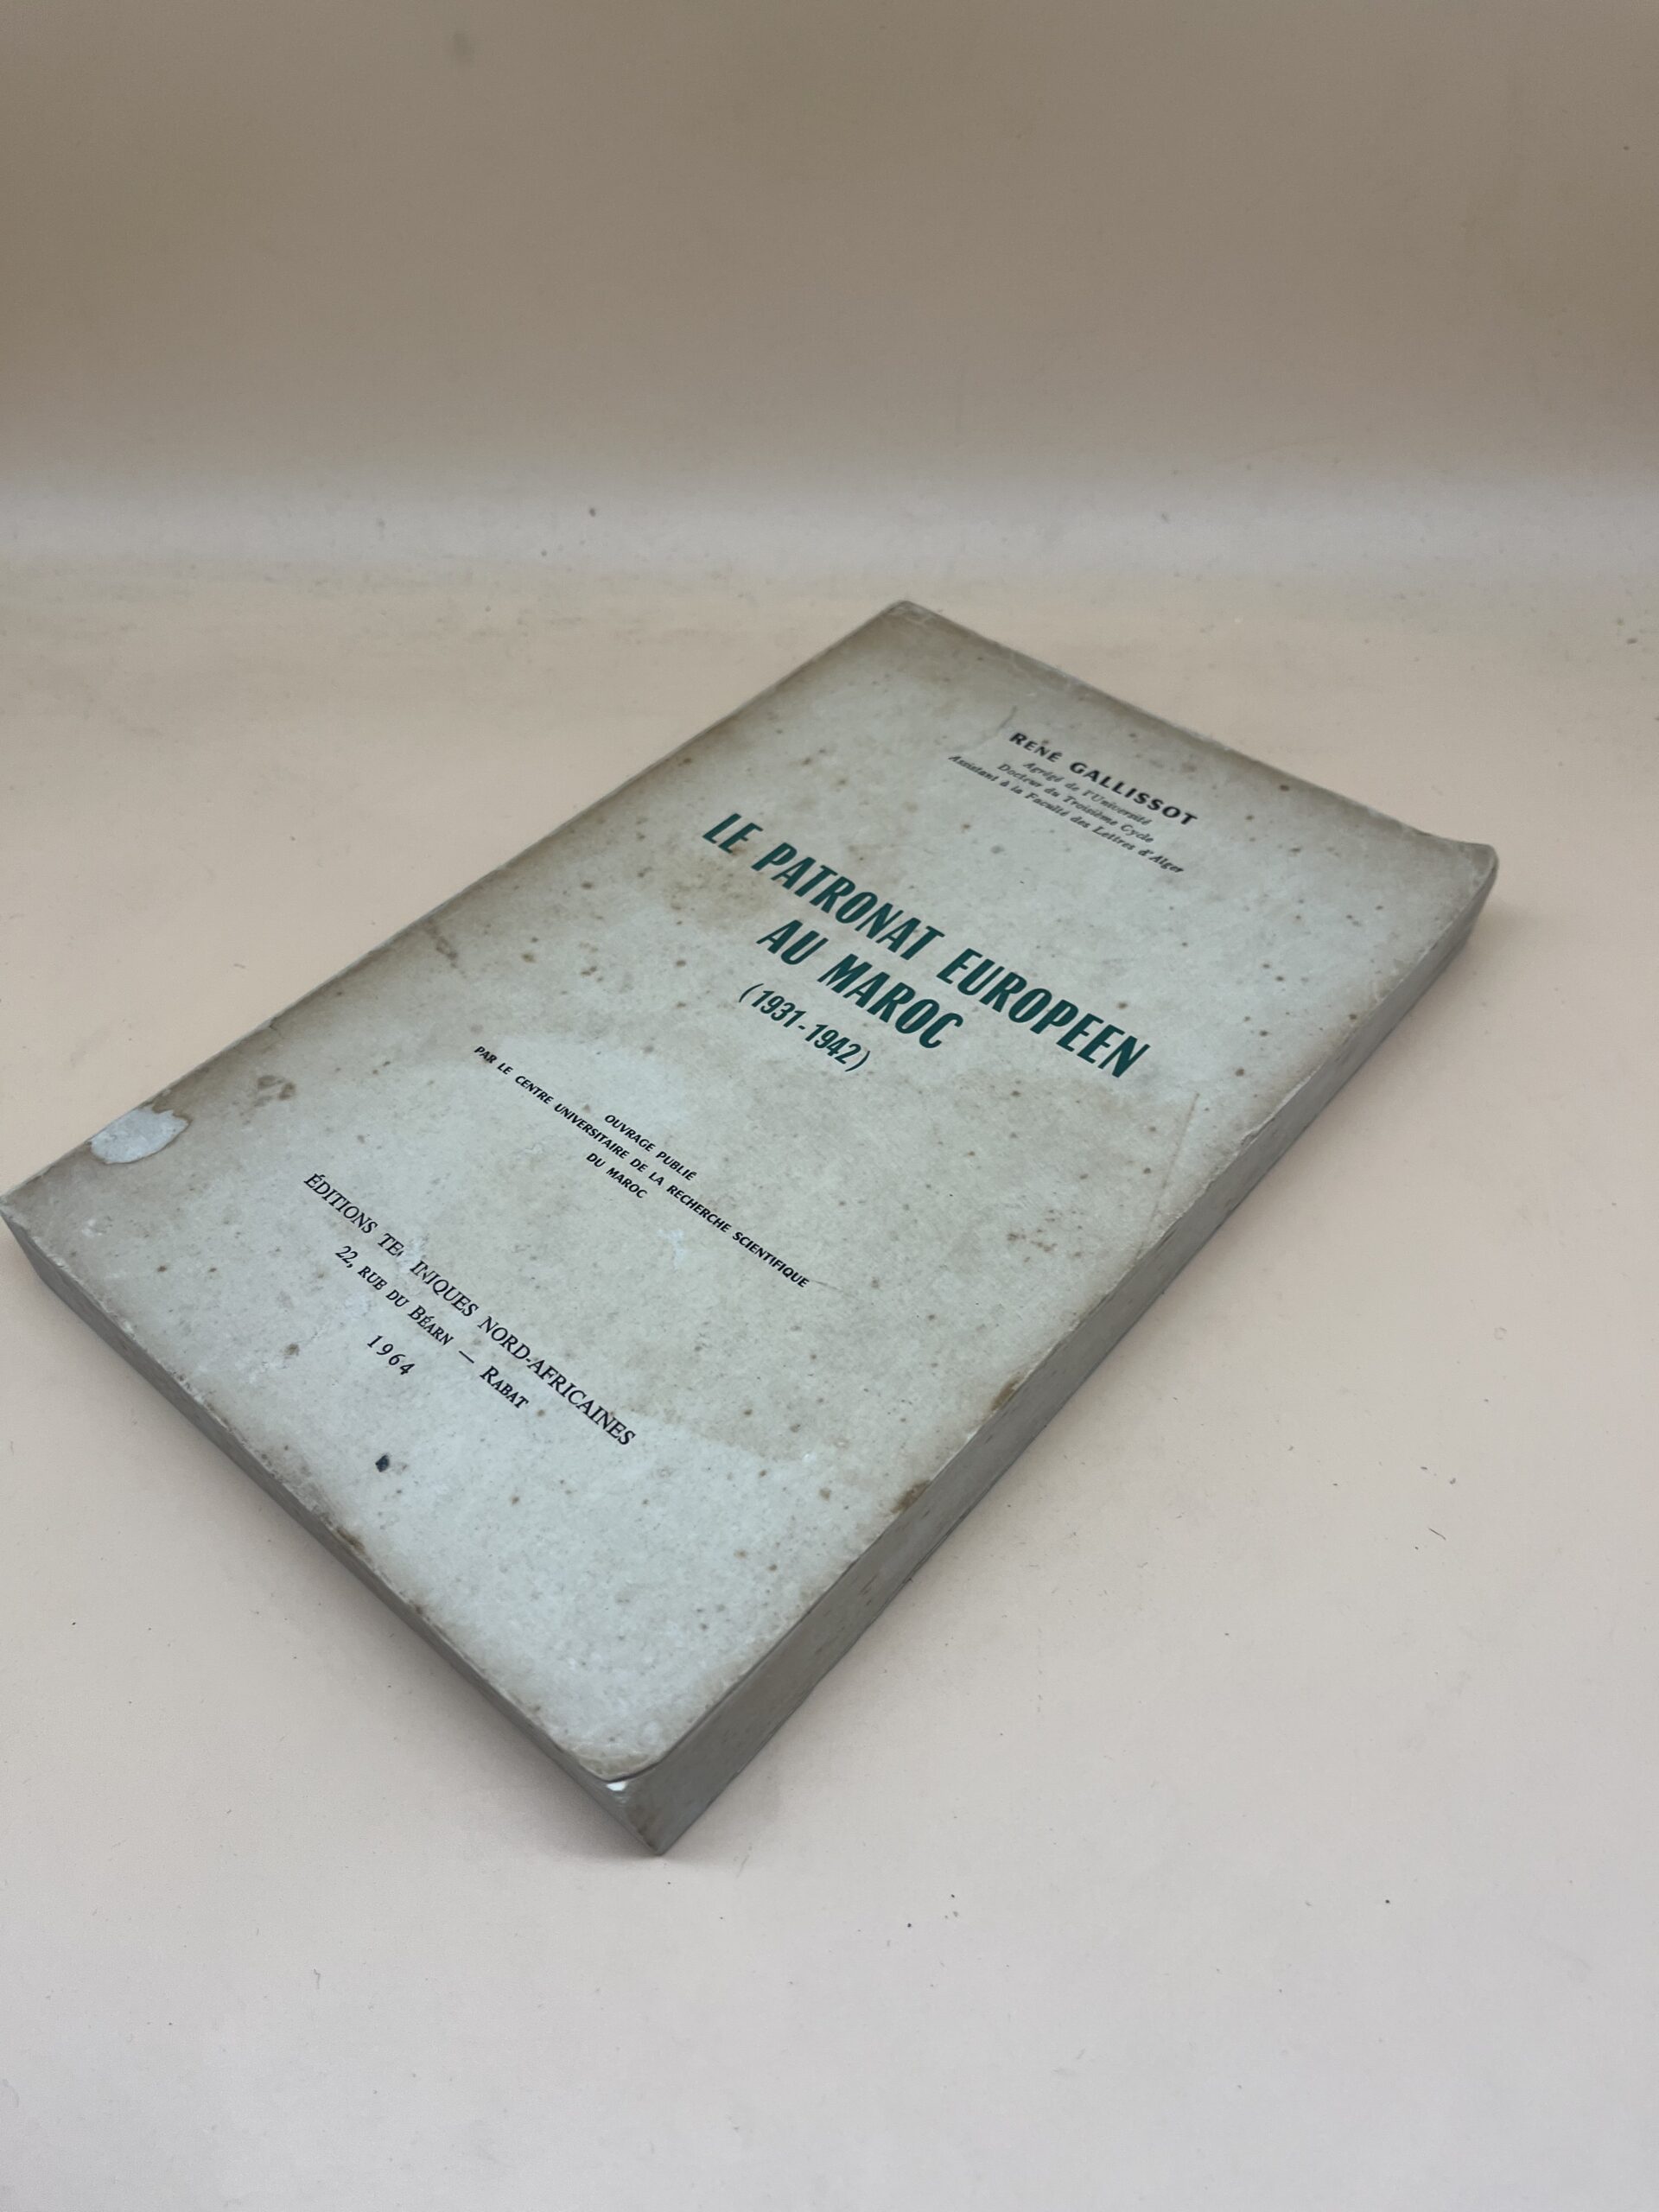 RENÉ GALLISSOT
Agrégé de l'Université
Docteur du Troisième Cycle
Assistant à la Faculté des Lettres d'Alger
LE PATRONAT EUROPEEN
AU MAROC
(1931-1942)
OUVRAGE PUBLIÉ
PAR LE CENTRE UNIVERSITAIRE DE LA RECHERCHE SCIENTIFIQUE
DU MAROC
ÉDITIONS TECHNIQUES NORD-AFRICAINES
22, RUE DU BÉARN — RABAT
1964